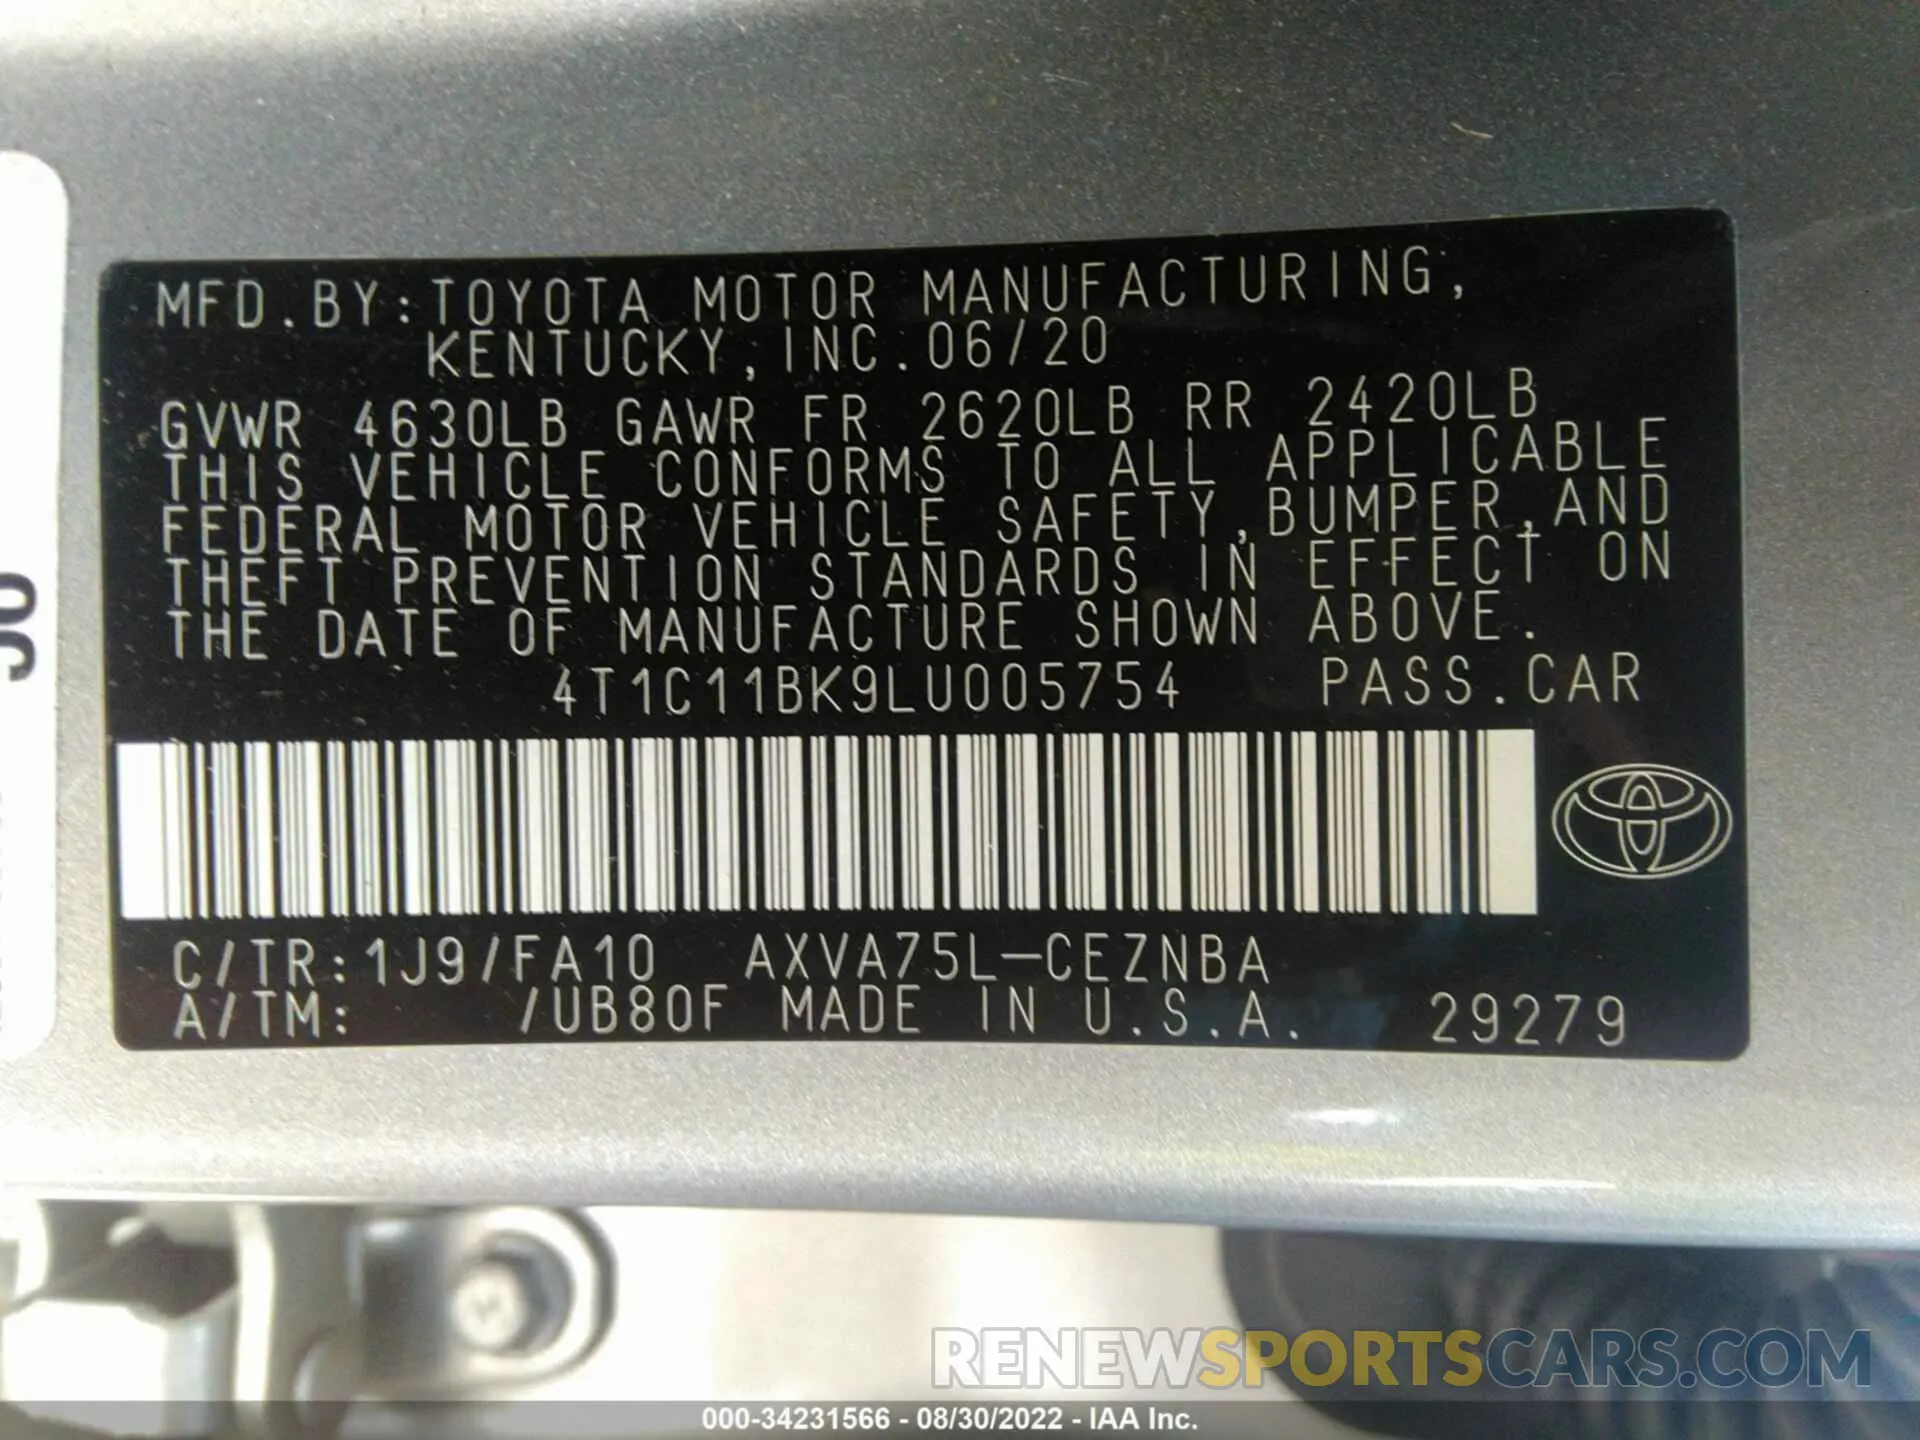 MFD.BY:TOYOTA MOTOR MANUFACTURING,
KENTUCKY,INC.06/20
GVWR 4630LB GAWR FR 2620LB RR 2420LB
THIS VEHICLE CONFORMS TO ALL APPLICABLE
FEDERAL MOTOR VEHICLE SAFETY,BUMPER,AND
THEFT PREVENTION STANDARDS IN EFFECT ON
THE DATE OF MANUFACTURE SHOWN ABOVE.
4T1C11BK9LU005754 PASS.CAR
C/TR:1J9/FA10 AXVA75L-CEZNBA
A/TM: /UB80F MADE IN U.S.A. 29279
RENEWSPORTSCARS.COM
000-34231566 - 08/30/2022 - IAA Inc.